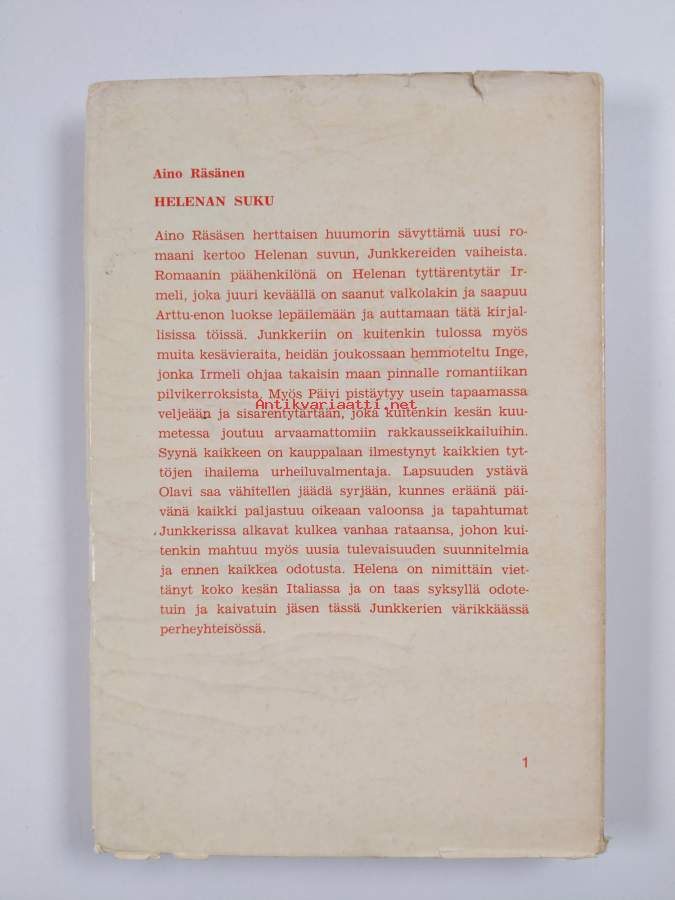 Aino Räsänen
HELENAN SUKU
Aino Räsäsen herttaisen huumorin sävyttämä uusi ro-
maani kertoo Helenan suvun, Junkkereiden vaiheista.
Romaanin päähenkilönä on Helenan tyttärentytär Ir-
meli, joka juuri keväällä on saanut valkolakin ja saapuu
Arttu-enon luokse lepäilemään ja auttamaan tätä kirjal-
lisissa töissä. Junkkeriin on kuitenkin tulossa myös
muita kesävieraita, heidän joukossaan hemmoteltu Inge,
jonka Irmeli ohjaa takaisin maan pinnalle romantiikan
pilvikerroksista. Myös Päivi pistäytyy usein tapaamassa
Antikvariaatti.net
veljeään ja sisarentytärtään, joka kuitenkin kesän kuu-
metessa joutuu arvaamattomiin rakkausseikkailuihin.
Syynä kaikkeen on kauppalaan ilmestynyt kaikkien tyt-
töjen ihailema urheiluvalmentaja. Lapsuuden ystävä
Olavi saa vähitellen jäädä syrjään, kunnes eräänä päi-
vänä kaikki paljastuu oikeaan valoonsa ja tapahtumat
Junkkerissa alkavat kulkea vanhaa rataansa, johon kui-
tenkin mahtuu myös uusia tulevaisuuden suunnitelmia
ja ennen kaikkea odotusta. Helena on nimittäin viet-
tänyt koko kesän Italiassa ja on taas syksyllä odote-
tuin ja kaivatuin jäsen tässä Junkkerien värikkäässä
perheyhteisössä.
1